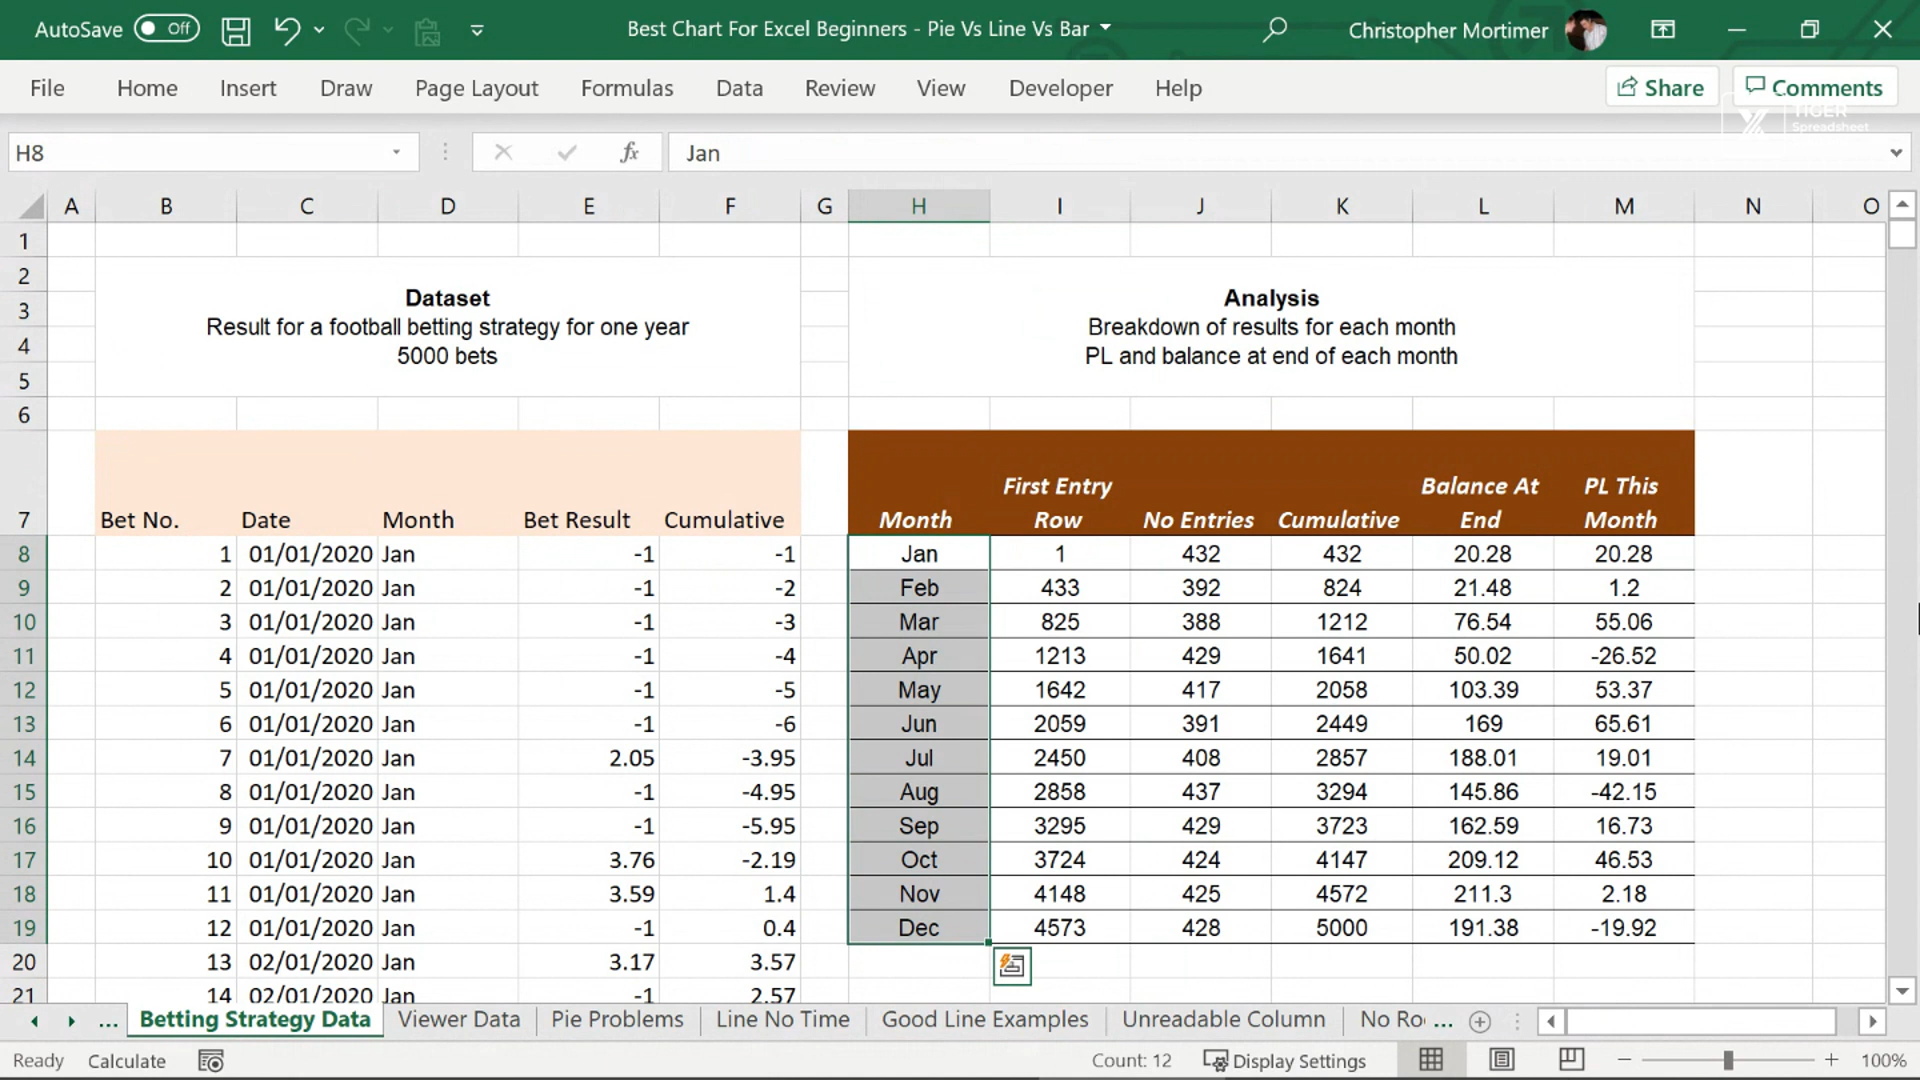 AutoSave Off Best Chart For Excel Beginners - Pie Vs Line Vs Bar Christopher Mortimer
File Home Insert Draw Page Layout Formulas Data Review View Developer Help Share Comments
TIGER
Spreadsheet
H8 fx Jan
A B C D E F G H I J K L M N O
1
2
3
4
5
6
Dataset
Result for a football betting strategy for one year
5000 bets
Analysis
Breakdown of results for each month
PL and balance at end of each month
First Entry Balance At PL This
7 Bet No. Date Month Bet Result Cumulative Month Row No Entries Cumulative End Month
8 1 01/01/2020 Jan -1 -1 Jan 1 432 432 20.28 20.28
9 2 01/01/2020 Jan -1 -2 Feb 433 392 824 21.48 1.2
10 3 01/01/2020 Jan -1 -3 Mar 825 388 1212 76.54 55.06
11 4 01/01/2020 Jan -1 -4 Apr 1213 429 1641 50.02 -26.52
12 5 01/01/2020 Jan -1 -5 May 1642 417 2058 103.39 53.37
13 6 01/01/2020 Jan -1 -6 Jun 2059 391 2449 169 65.61
14 7 01/01/2020 Jan 2.05 -3.95 Jul 2450 408 2857 188.01 19.01
15 8 01/01/2020 Jan -1 -4.95 Aug 2858 437 3294 145.86 -42.15
16 9 01/01/2020 Jan -1 -5.95 Sep 3295 429 3723 162.59 16.73
17 10 01/01/2020 Jan 3.76 -2.19 Oct 3724 424 4147 209.12 46.53
18 11 01/01/2020 Jan 3.59 1.4 Nov 4148 425 4572 211.3 2.18
19 12 01/01/2020 Jan -1 0.4 Dec 4573 428 5000 191.38 -19.92
20 13 02/01/2020 Jan 3.17 3.57
21 14 02/01/2020 Jan -1 2.57
... Betting Strategy Data Viewer Data Pie Problems Line No Time Good Line Examples Unreadable Column No Ro ...
Ready Calculate Count: 12 Display Settings 100%